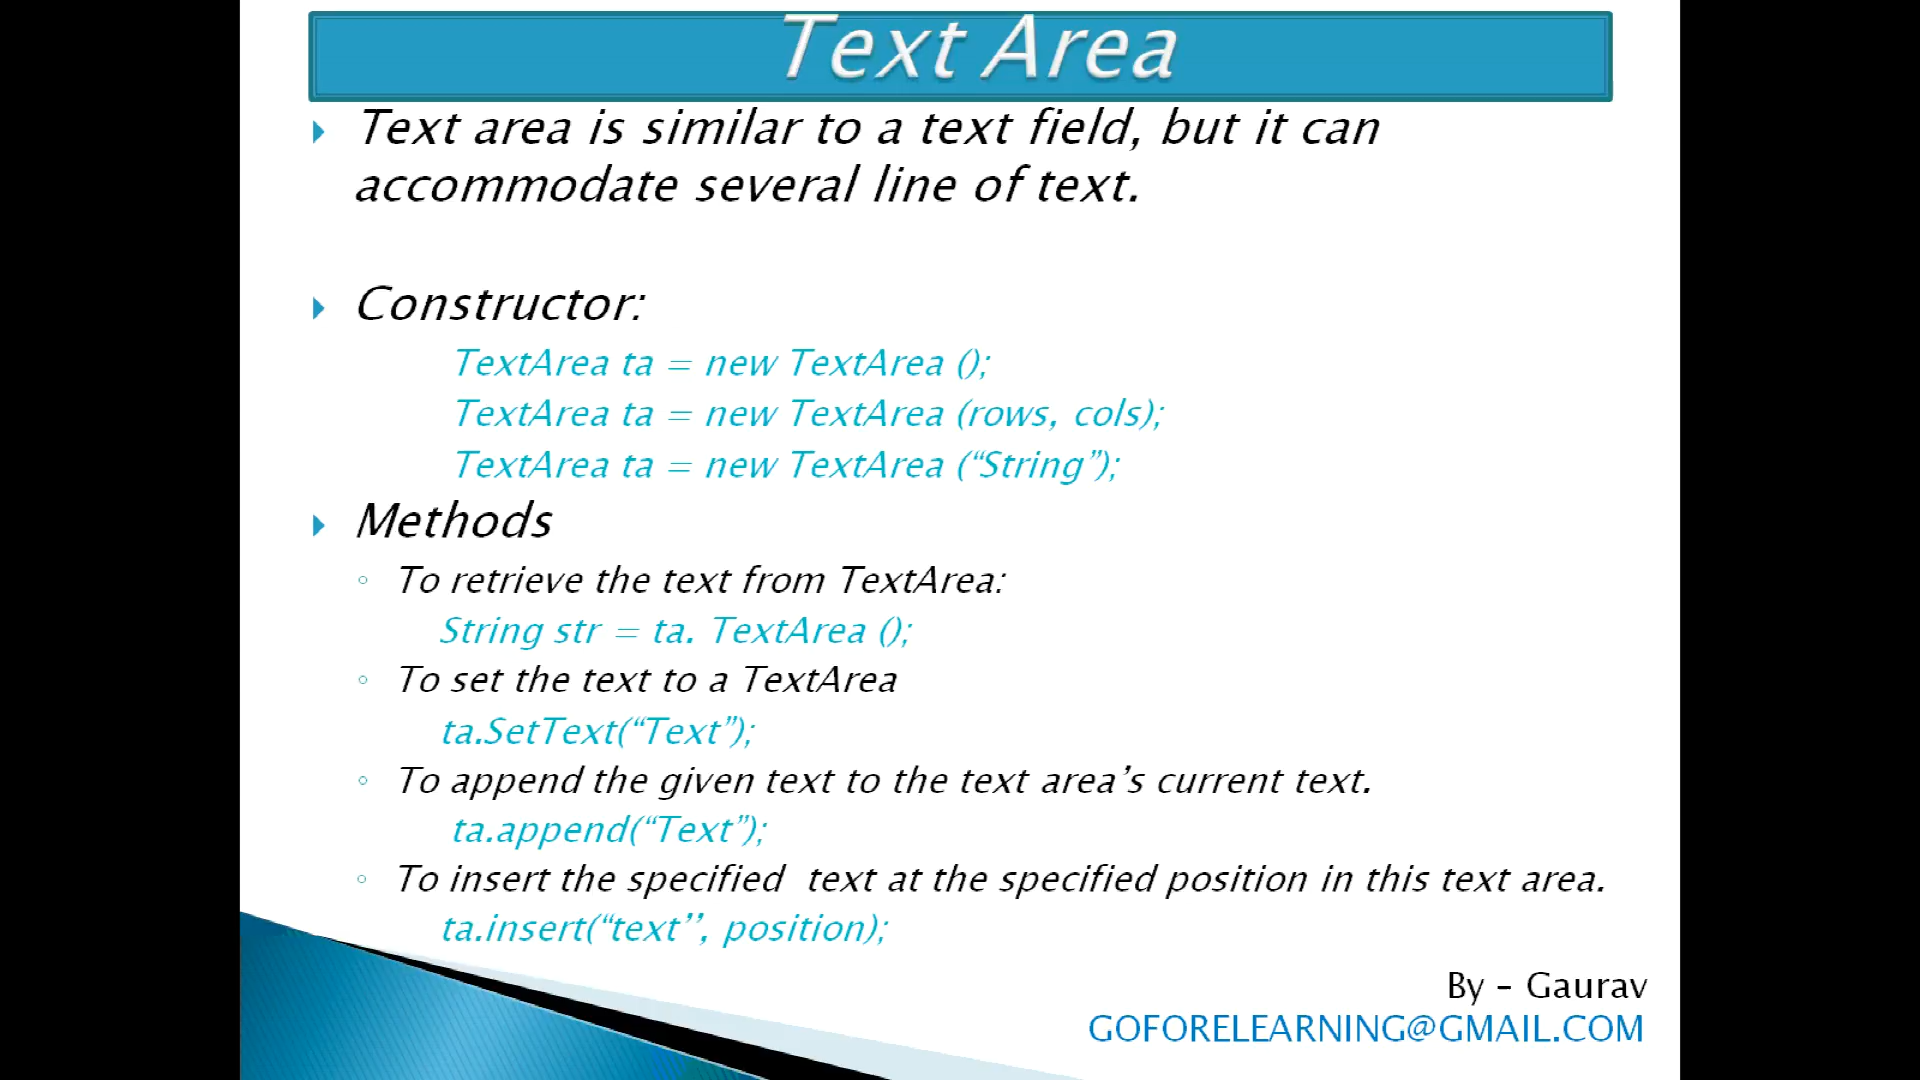 Text Area
Text area is similar to a text field, but it can
accommodate several line of text.
Constructor:
TextArea ta = new TextArea ();
TextArea ta = new TextArea (rows, cols);
TextArea ta = new TextArea (“String”);
Methods
To retrieve the text from TextArea:
String str = ta. TextArea ();
To set the text to a TextArea
ta.SetText(“Text”);
To append the given text to the text area’s current text.
ta.append(“Text”);
To insert the specified  text at the specified position in this text area.
ta.insert(“text’’, position);
By – Gaurav
GOFORELEARNING@GMAIL.COM